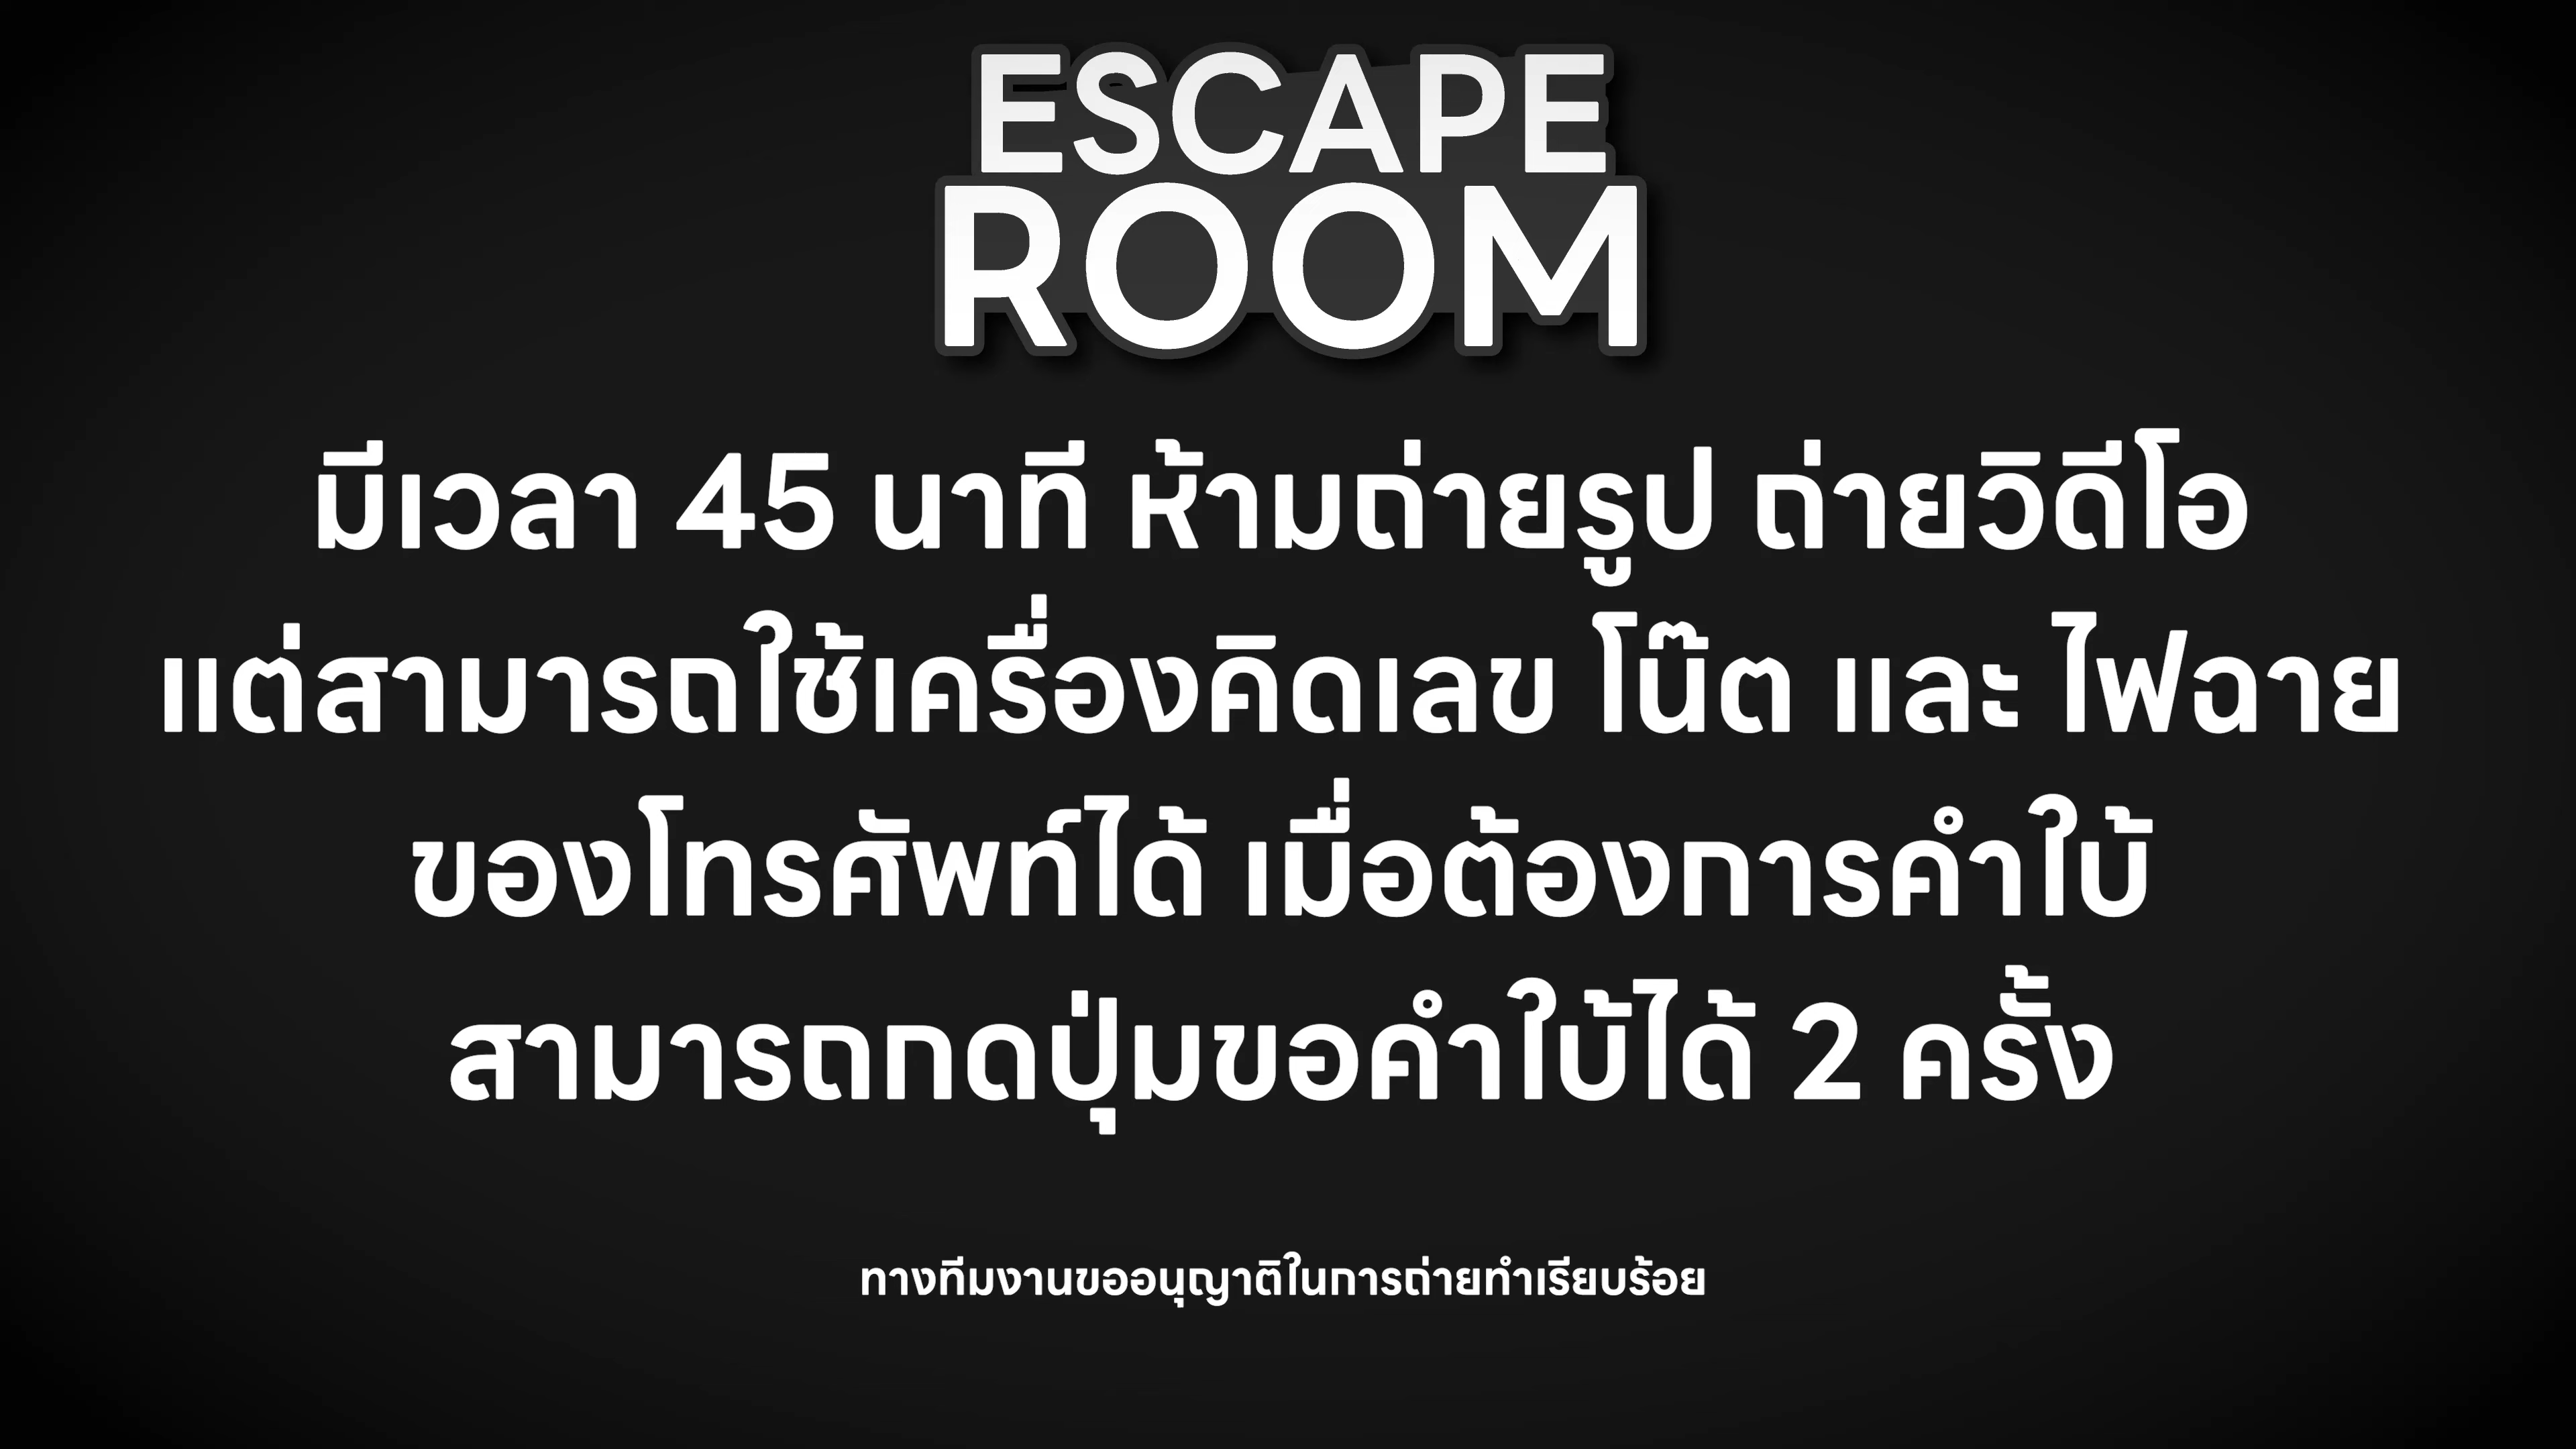 ESCAPE
ROOM
มีเวลา 45 นาที ห้ามถ่ายรูป ถ่ายวิดีโอ
แต่สามารถใช้เครื่องคิดเลข โน๊ต และ ไฟฉาย
ของโทรศัพท์ได้ เมื่อต้องการคำใบ้
สามารถกดปุ่มขอคำใบ้ได้ 2 ครั้ง
ทางทีมงานขออนุญาติในการถ่ายทำเรียบร้อย